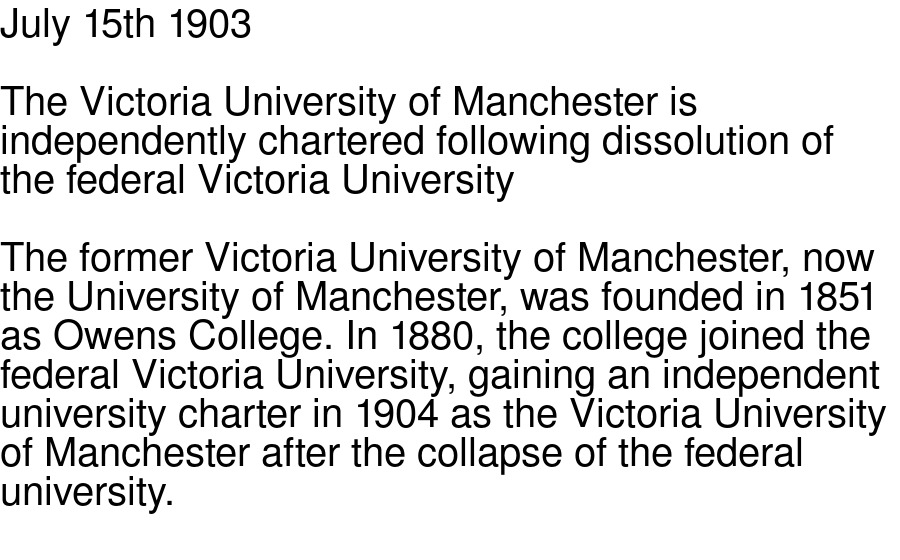 July 15th 1903
The Victoria University of Manchester is
independently chartered following dissolution of
the federal Victoria University
The former Victoria University of Manchester, now
the University of Manchester, was founded in 1851
as Owens College. In 1880, the college joined the
federal Victoria University, gaining an independent
university charter in 1904 as the Victoria University
of Manchester after the collapse of the federal
university.